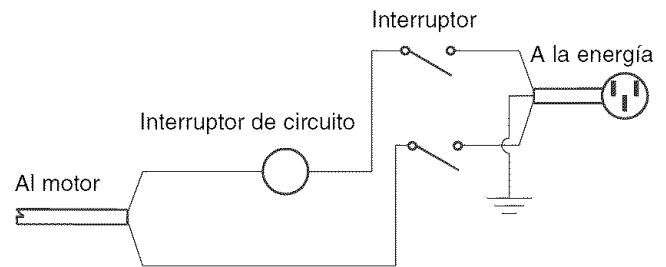 Interruptor
A la energía
Interruptor de circuito
Al motor